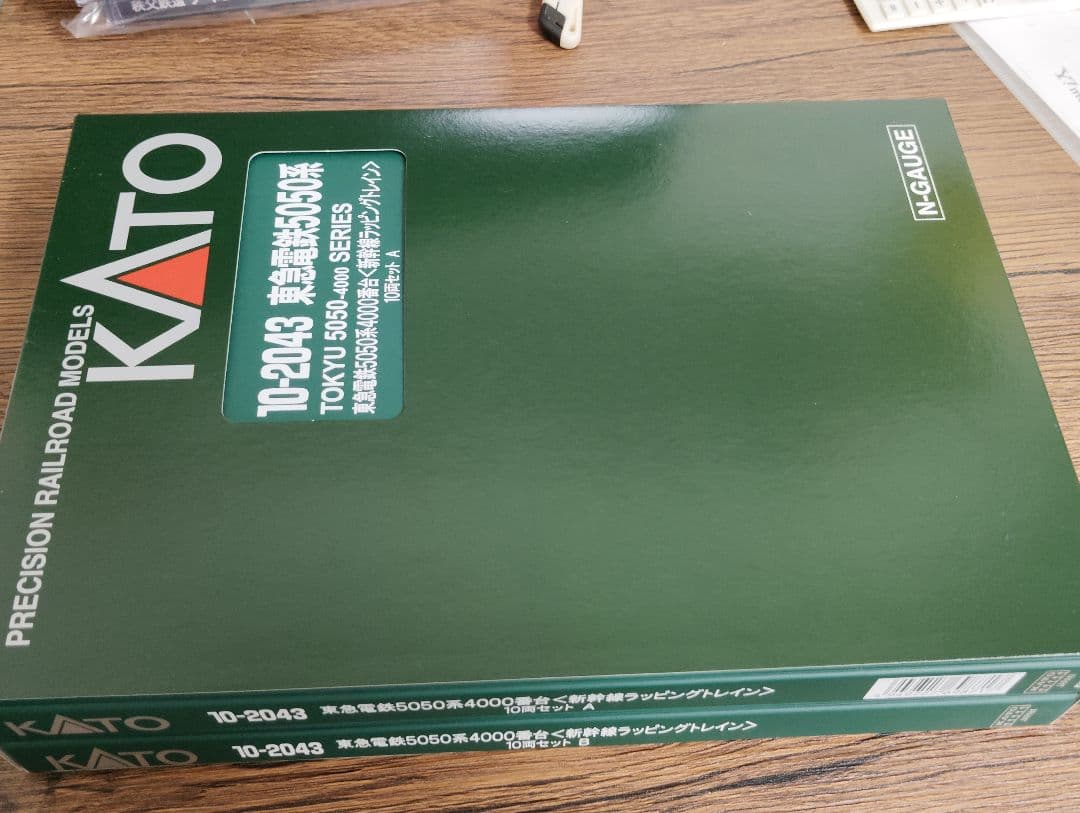 秩父鉄道
PRECISION RAILROAD MODELS
KATO
10-2043 東急電鉄5050系
TOKYU 5050-4000 SERIES
東急電鉄5050系4000番台<新幹線ラッピングトレイン>
10両セット A
N-GAUGE
KATO 10-2043 東急電鉄5050系4000番台<新幹線ラッピングトレイン>
10両セット A
KATO 10-2043 東急電鉄5050系4000番台<新幹線ラッピングトレイン>
10両セット B